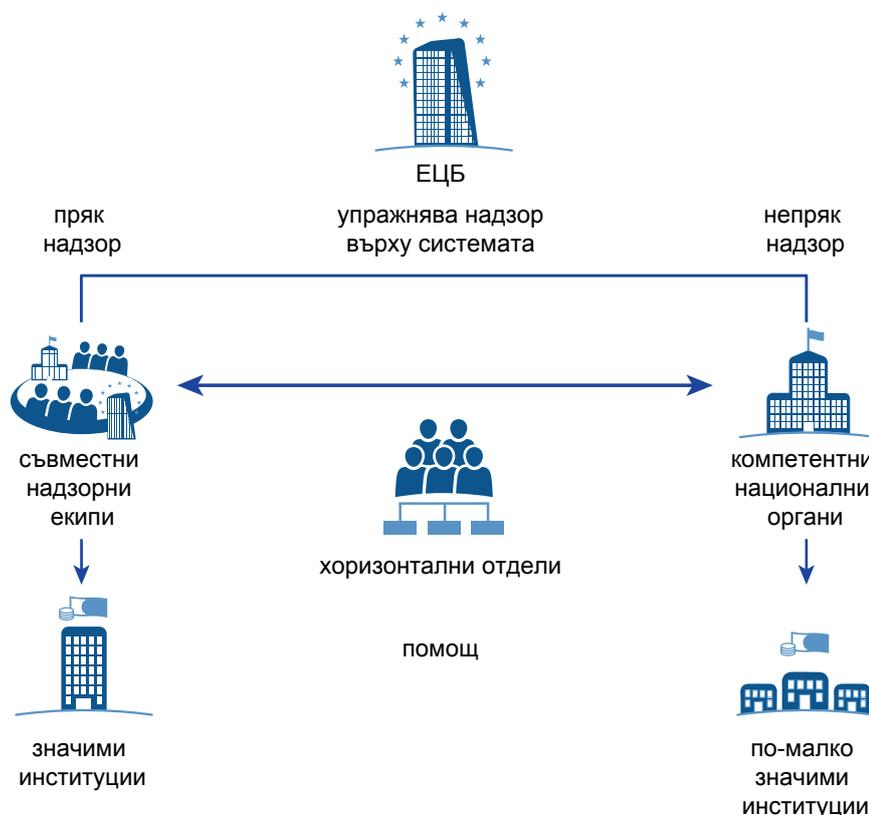 ЕЦБ
пряк
надзор
упражнява надзор
върху системата
непряк
надзор
съвместни
надзорни
екипи
хоризонтални отдели
компетентни
национални
органи
помощ
значими
институции
по-малко
значими
институции